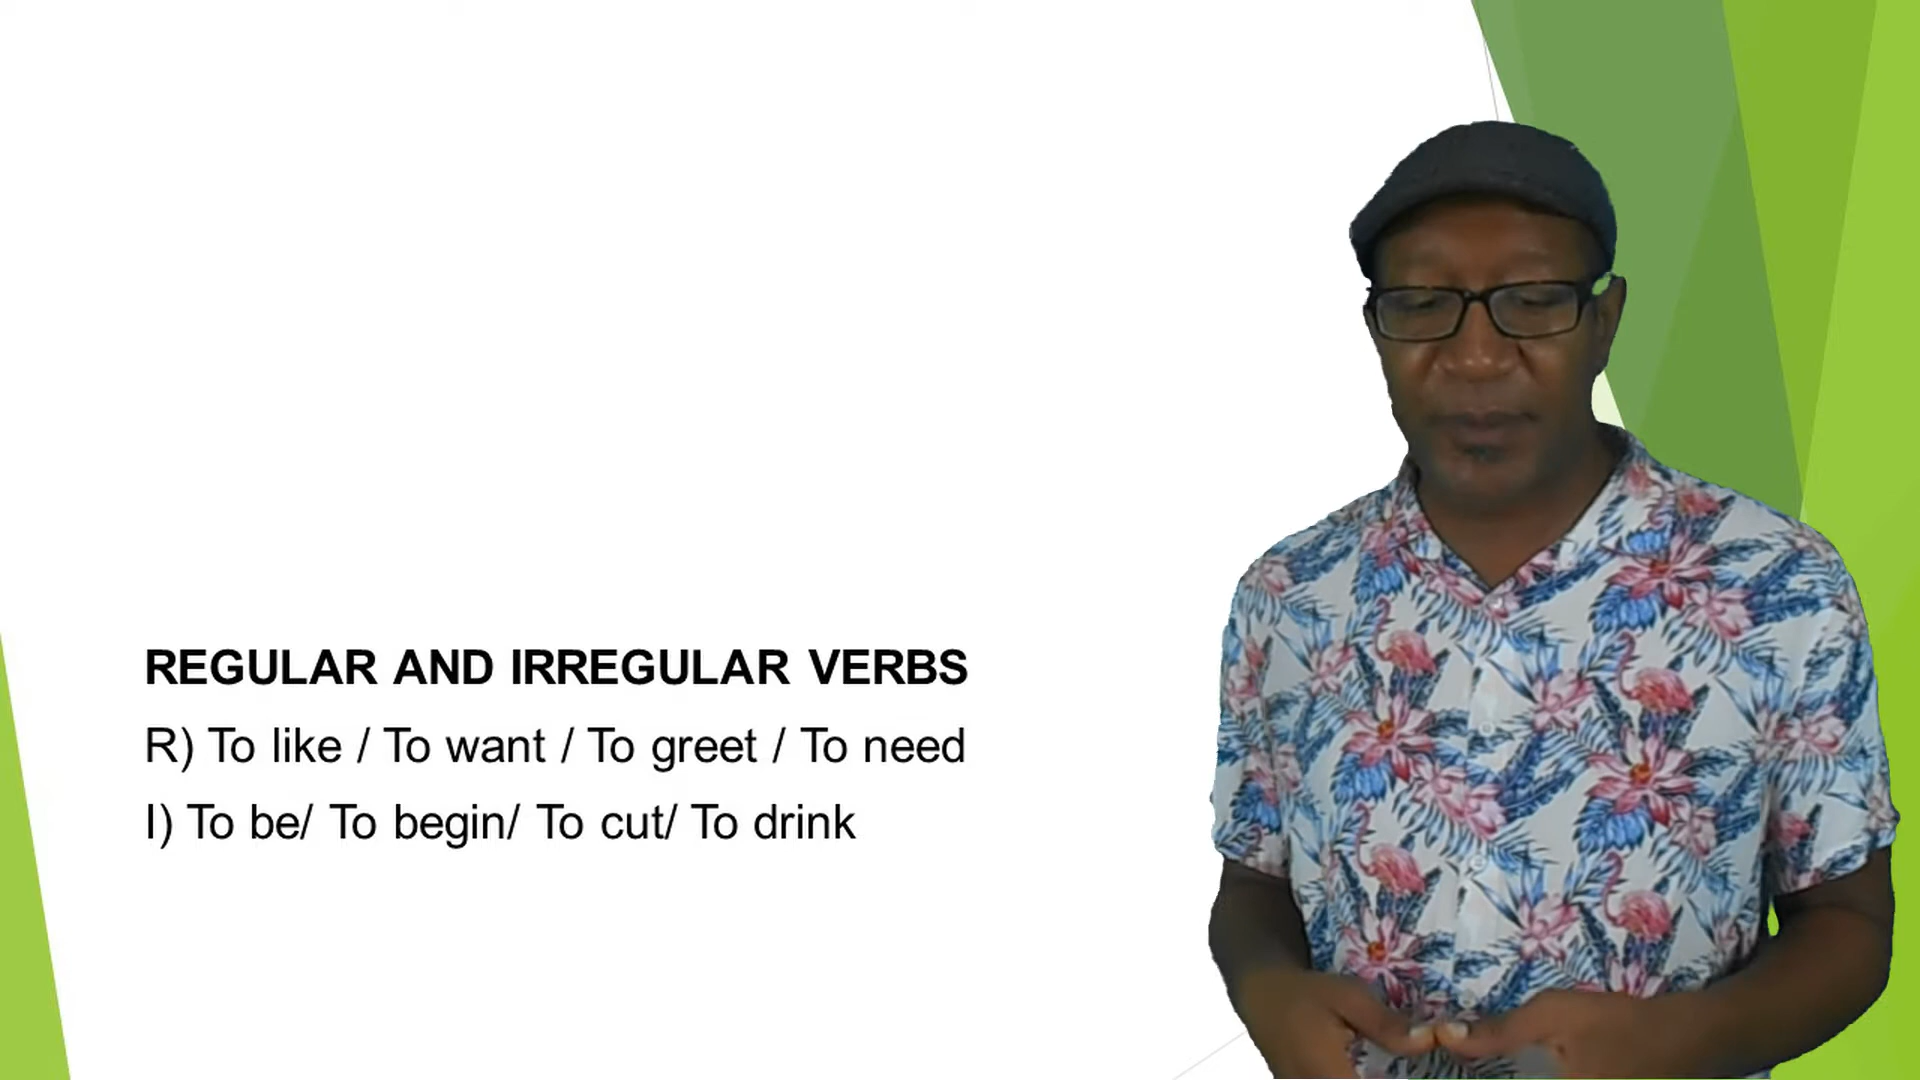 REGULAR AND IRREGULAR VERBS
R) To like / To want / To greet / To need
I) To be/ To begin/ To cut/ To drink